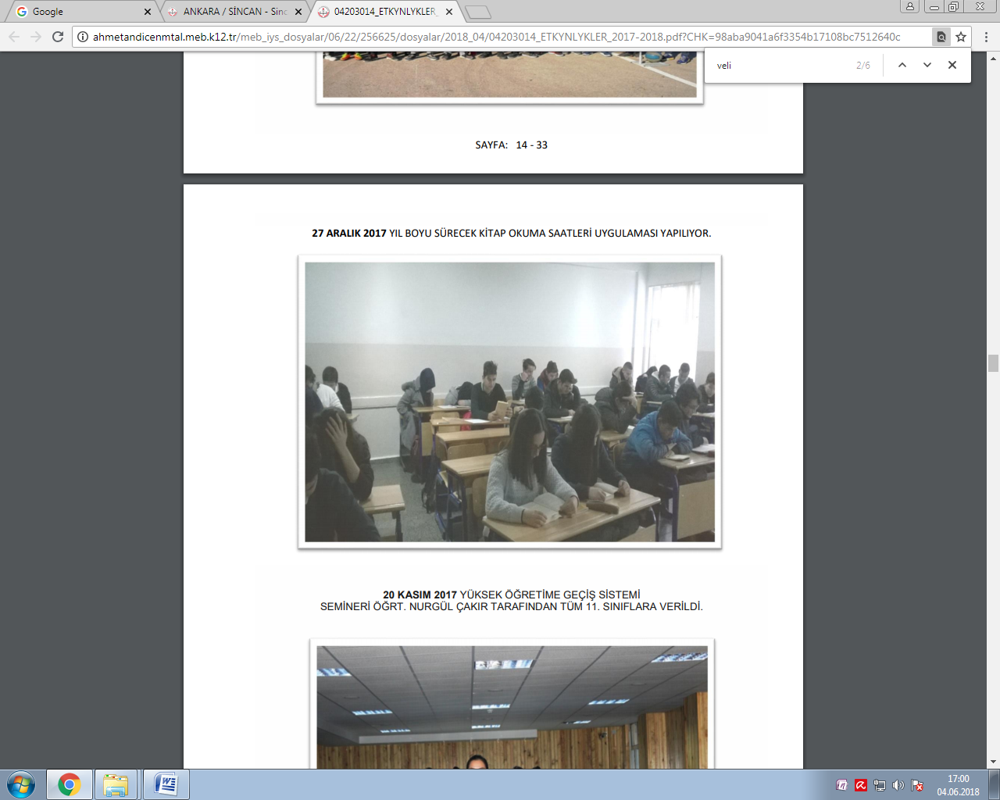 Google
ANKARA / SİNCAN - Sinc
04203014_ETKYNLYKLER_
ahmetandicenmtal.meb.k12.tr/meb_iys_dosyalar/06/22/256625/dosyalar/2018_04/04203014_ETKYNLYKLER_2017-2018.pdf?CHK=98aba9041a6f3354b17108bc7512640c
veli
2/6
SAYFA: 14 - 33
27 ARALIK 2017 YIL BOYU SÜRECEK KİTAP OKUMA SAATLERİ UYGULAMASI YAPILIYOR.
20 KASIM 2017 YÜKSEK ÖĞRETİME GEÇİŞ SİSTEMİ
SEMİNERİ ÖĞRT. NURGÜL ÇAKIR TARAFINDAN TÜM 11. SINIFLARA VERİLDİ.
17:00
04.06.2018